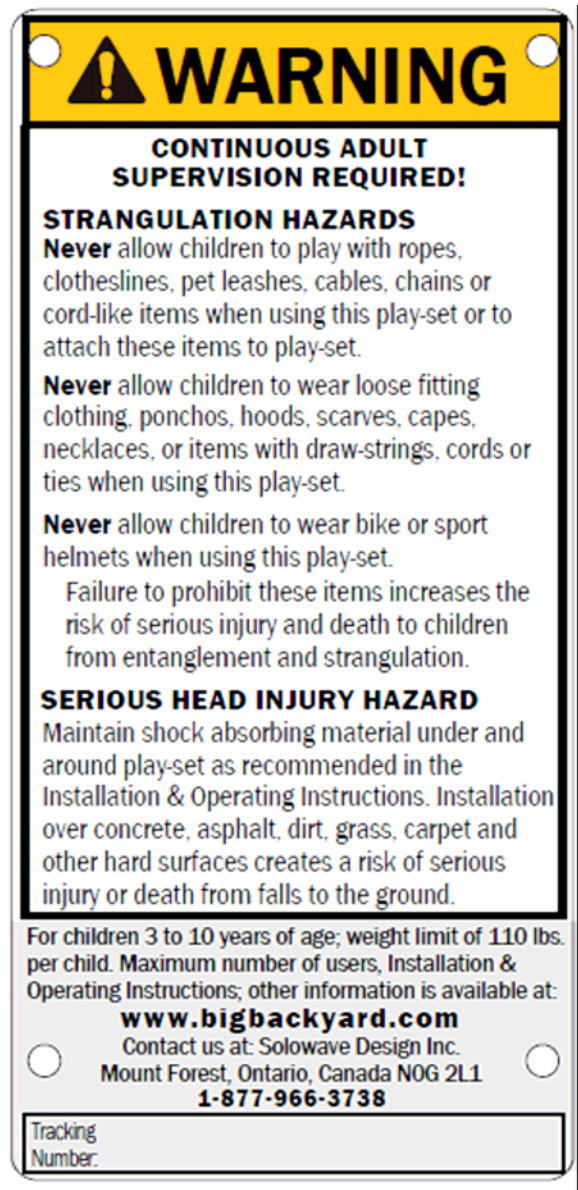 WARNING
CONTINUOUS ADULT
SUPERVISION REQUIRED!
STRANGULATION HAZARDS
Never allow children to play with ropes,
clotheslines, pet leashes, cables, chains or
cord-like items when using this play-set or to
attach these items to play-set.
Never allow children to wear loose fitting
clothing, ponchos, hoods, scarves, capes,
necklaces, or items with draw-strings, cords or
ties when using this play-set.
Never allow children to wear bike or sport
helmets when using this play-set.
Failure to prohibit these items increases the
risk of serious injury and death to children
from entanglement and strangulation.
SERIOUS HEAD INJURY HAZARD
Maintain shock absorbing material under and
around play-set as recommended in the
Installation & Operating Instructions. Installation
over concrete, asphalt, dirt, grass, carpet and
other hard surfaces creates a risk of serious
injury or death from falls to the ground.
For children 3 to 10 years of age; weight limit of 110 lbs.
per child. Maximum number of users, Installation &
Operating Instructions; other information is available at:
www.bigbackyard.com
Contact us at: Solowave Design Inc.
Mount Forest, Ontario, Canada N0G 2L1
1-877-966-3738
Tracking
Number: